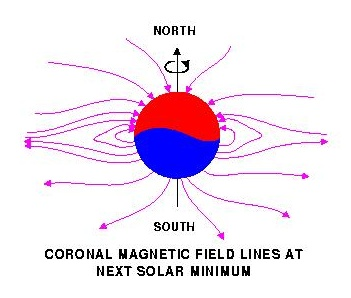 NORTH
SOUTH
CORONAL MAGNETIC FIELD LINES AT
NEXT SOLAR MINIMUM